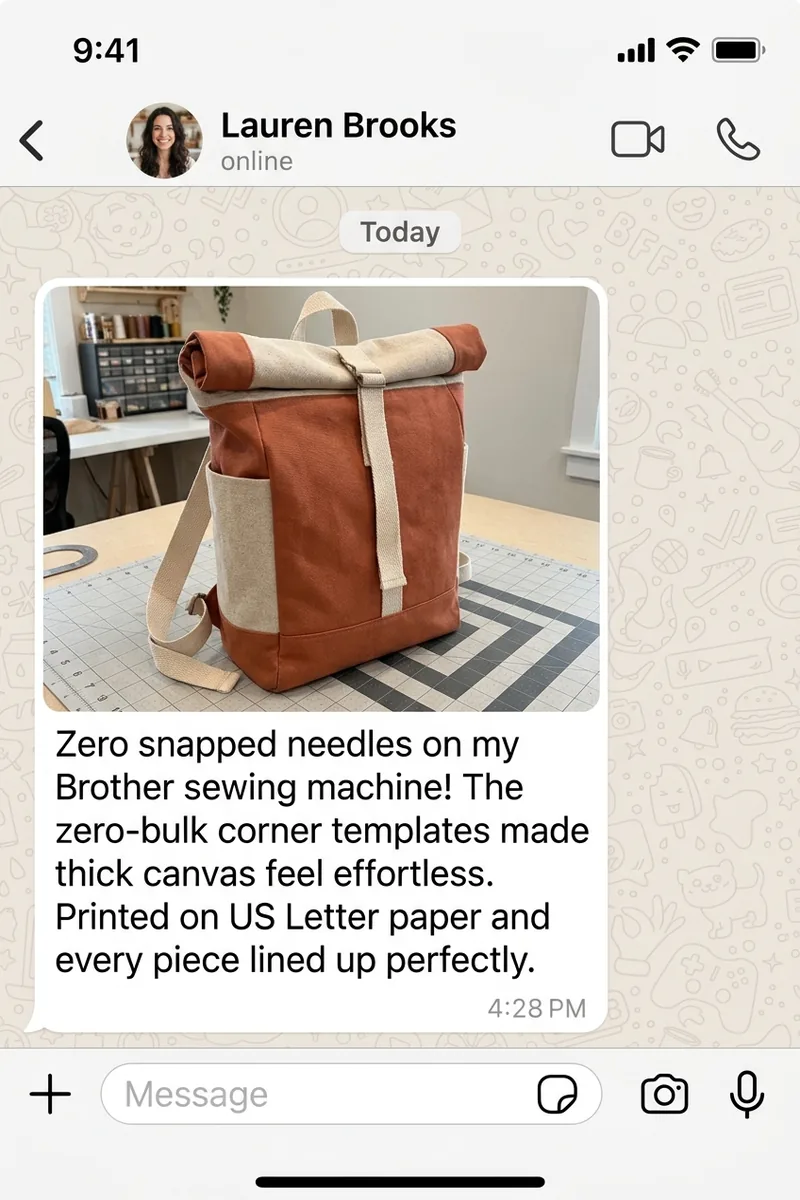 9:41
Lauren Brooks
online
Today
Zero snapped needles on my
Brother sewing machine! The
zero-bulk corner templates made
thick canvas feel effortless.
Printed on US Letter paper and
every piece lined up perfectly.
4:28 PM
Message